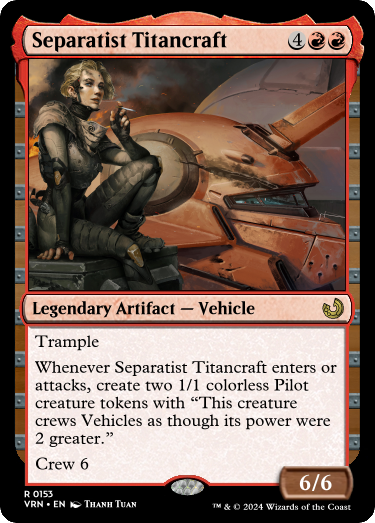 Separatist Titancraft 4
Legendary Artifact — Vehicle
Trample
Whenever Separatist Titancraft enters or
attacks, create two 1/1 colorless Pilot
creature tokens with “This creature
crews Vehicles as though its power were
2 greater.”
Crew 6
6/6
R 0153
VRN • EN Thanh Tuan
™ & © 2024 Wizards of the Coast